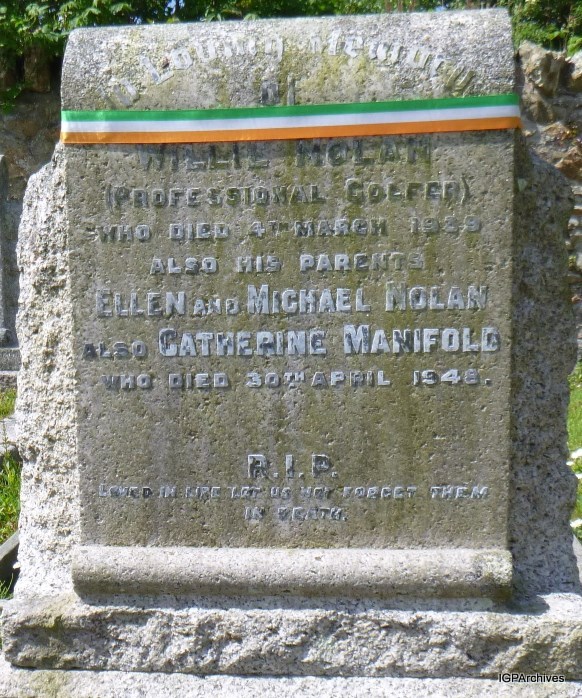 In Loving Memory
of
WILLIE NOLAN
(PROFESSIONAL GOLFER)
WHO DIED 4TH MARCH 1939
ALSO HIS PARENTS
ELLEN AND MICHAEL NOLAN
ALSO CATHERINE MANIFOLD
WHO DIED 30TH APRIL 1948.
R.I.P.
LOVED IN LIFE LET US NOT FORGET THEM
IN DEATH.
IGPArchives